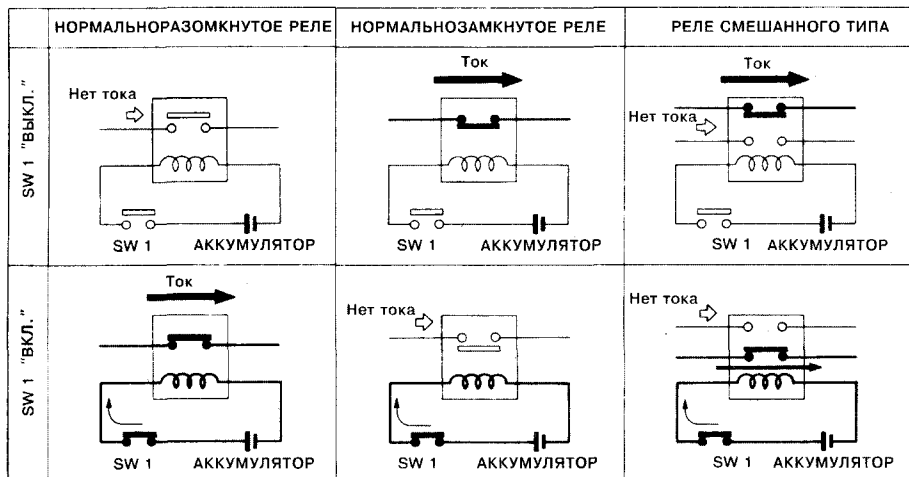 НОРМАЛЬНОРАЗОМКНУТОЕ РЕЛЕ
НОРМАЛЬНОЗАМКНУТОЕ РЕЛЕ
РЕЛЕ СМЕШАННОГО ТИПА
SW 1 "ВЫКЛ."
Нет тока
SW 1 АККУМУЛЯТОР
Ток
SW 1 АККУМУЛЯТОР
Ток
Нет тока
SW 1 АККУМУЛЯТОР
SW 1 "ВКЛ."
Ток
SW 1 АККУМУЛЯТОР
Нет тока
SW 1 АККУМУЛЯТОР
Нет тока
SW 1 АККУМУЛЯТОР